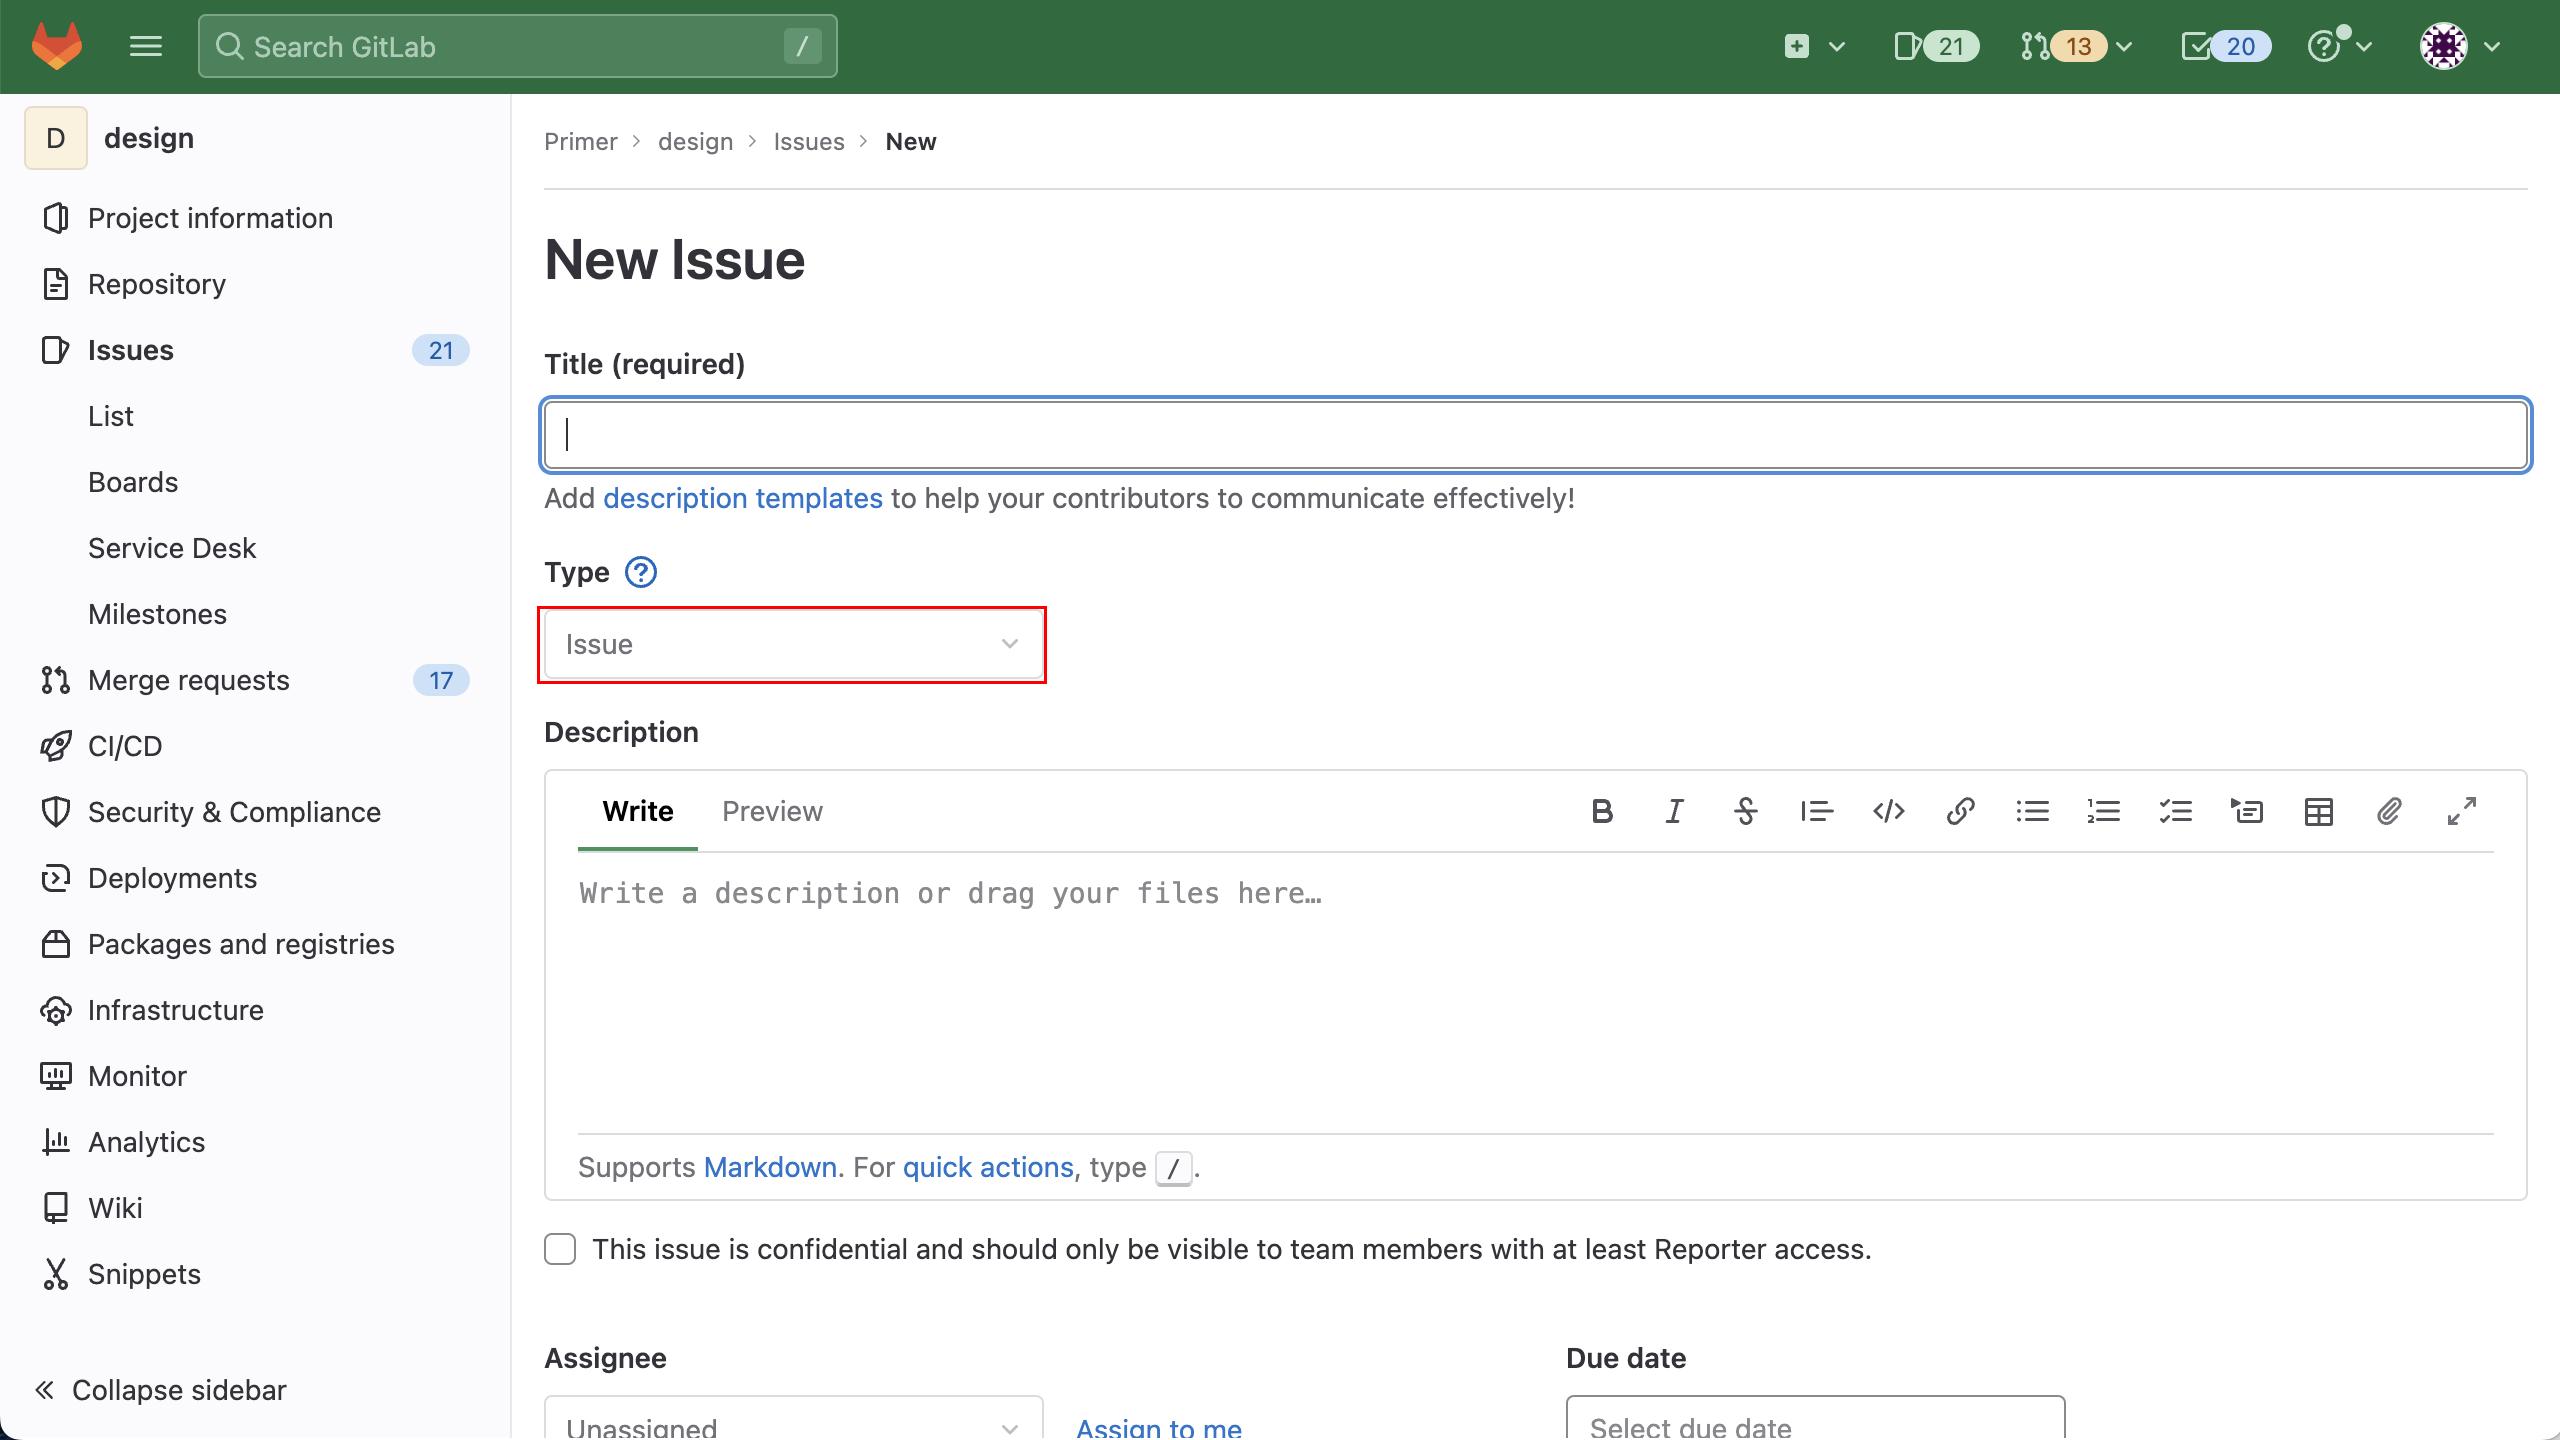 Search GitLab
/
21
13
20
D
design
Project information
Repository
Issues
21
List
Boards
Service Desk
Milestones
Merge requests
17
CI/CD
Security & Compliance
Deployments
Packages and registries
Infrastructure
Monitor
Analytics
Wiki
Snippets
Collapse sidebar
Primer > design > Issues > New
New Issue
Title (required)
Add description templates to help your contributors to communicate effectively!
Type ?
Issue
Description
Write
Preview
Write a description or drag your files here…
Supports Markdown. For quick actions, type / .
This issue is confidential and should only be visible to team members with at least Reporter access.
Assignee
Unassigned
Assign to me
Due date
Select due date